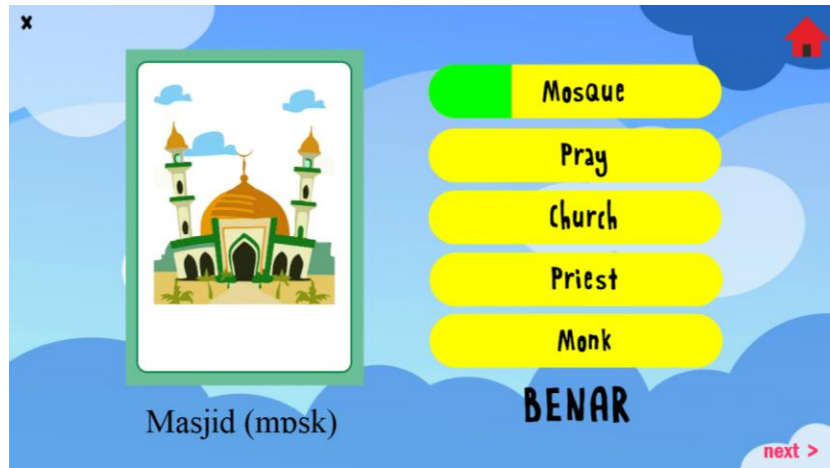 x
Mosque
Pray
Church
Priest
Monk
Masjid (mɒsk)
BENAR
next >